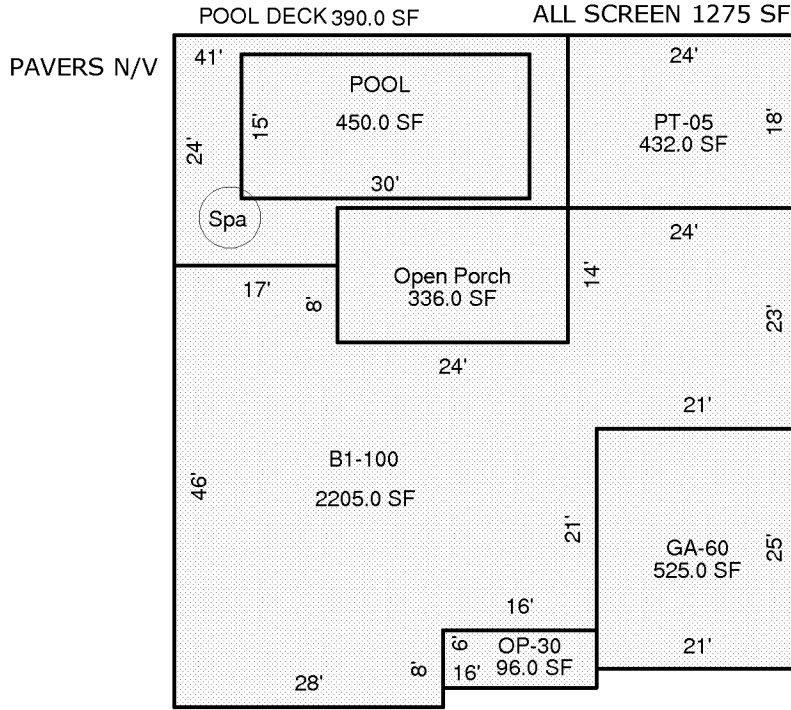 POOL DECK 390.0 SF
ALL SCREEN 1275 SF
PAVERS N/V
41'
24'
POOL
450.0 SF
15'
30'
24'
PT-05
432.0 SF
18'
Spa
17'
8'
Open Porch
336.0 SF
14'
24'
24'
23'
21'
B1-100
2205.0 SF
46'
21'
GA-60
525.0 SF
25'
16'
6'
OP-30
96.0 SF
16'
8'
21'
28'